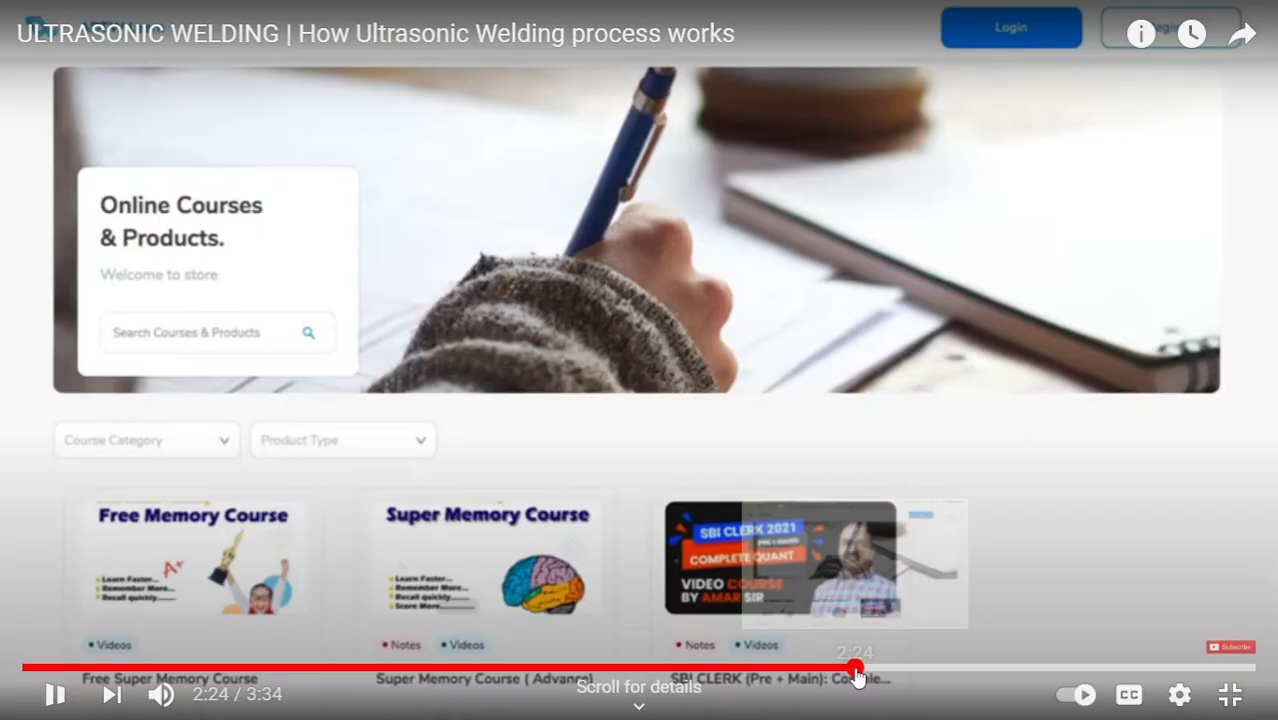 ULTRASONIC WELDING | How Ultrasonic Welding process works
Login
Online Courses
& Products.
Welcome to store
Search Courses & Products
Course Category
Product Type
Free Memory Course
Learn Faster...
Remember More...
Recall quickly......
A+
Super Memory Course
Learn Faster...
Remember More...
Recall quickly......
Score More............
SBI CLERK 2021
PRE + MAINS
COMPLETE QUANT
VIDEO COURSE
BY AMAR SIR
Videos
Notes
Videos
Notes
Videos
Subscribe
2:24
Free Super Memory Course
Super Memory Course ( Advance)
SBI CLERK (Pre + Main): Comple...
2:24 / 3:34
Scroll for details
CC